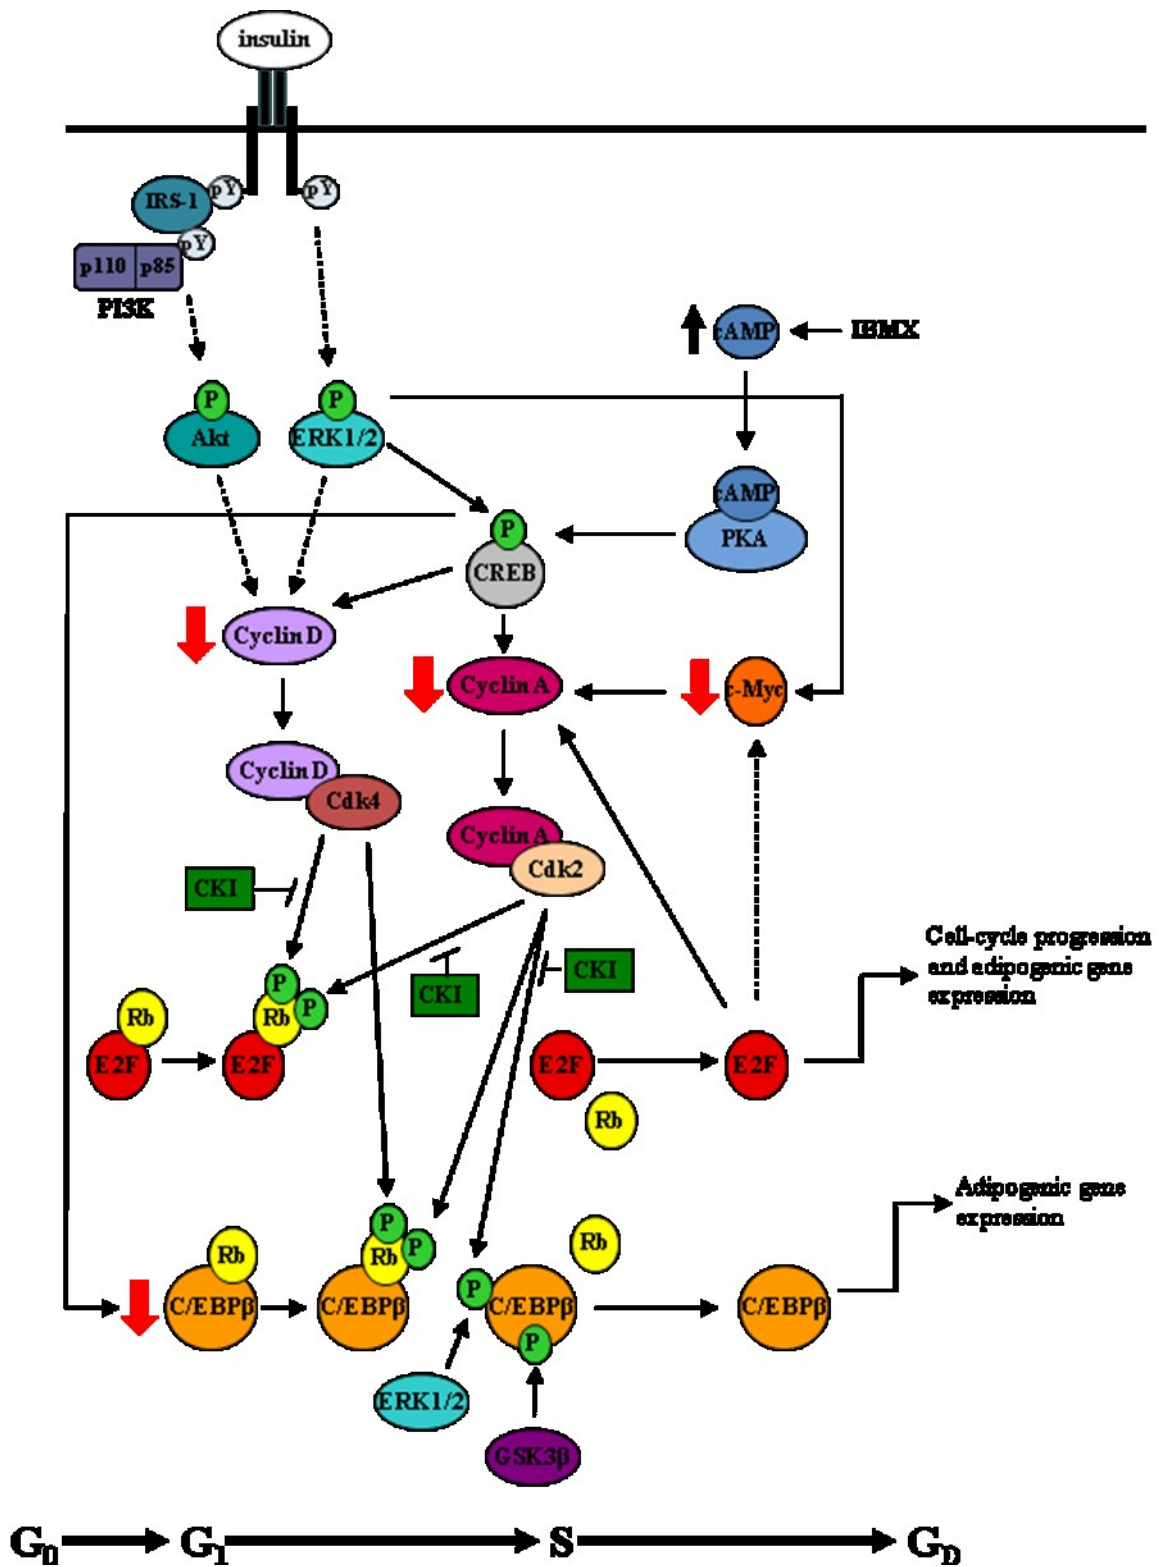 insulin
IRS-1
pY
pY
pY
p110
p85
PI3K
cAMP
IBMX
P
P
Akt
ERK1/2
cAMP
PKA
P
CREB
Cyclin D
Cyclin A
c-Myc
Cyclin D
Cdk4
Cyclin A
Cdk2
CKI
CKI
CKI
Cell-cycle progression
and adipogenic gene
expression
P
P
Rb
Rb
E2F
E2F
E2F
E2F
Rb
Adipogenic gene
expression
P
P
Rb
Rb
Rb
P
C/EBPβ
C/EBPβ
C/EBPβ
C/EBPβ
P
ERK1/2
GSK3β
G0
G1
S
GD